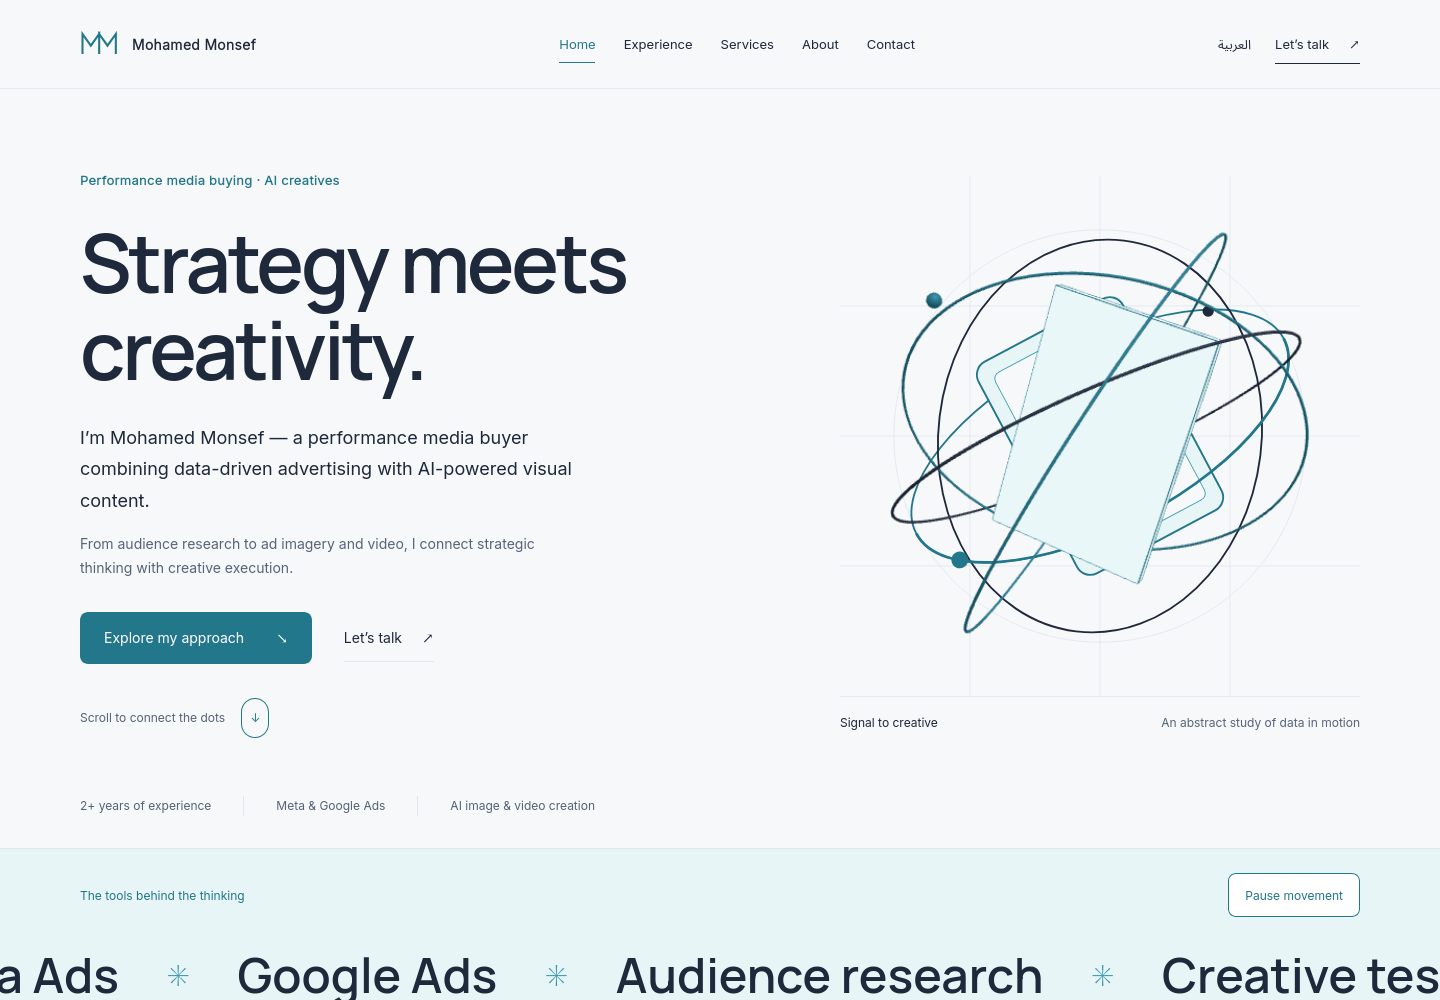 MM Mohamed Monsef
Home Experience Services About Contact
العربية Let’s talk ↗
Performance media buying · AI creatives
Strategy meets
creativity.
I’m Mohamed Monsef — a performance media buyer
combining data-driven advertising with AI-powered visual
content.
From audience research to ad imagery and video, I connect strategic
thinking with creative execution.
Explore my approach ↘ Let’s talk ↗
Scroll to connect the dots ↓
Signal to creative An abstract study of data in motion
2+ years of experience Meta & Google Ads AI image & video creation
The tools behind the thinking Pause movement
a Ads ✳ Google Ads ✳ Audience research ✳ Creative tes